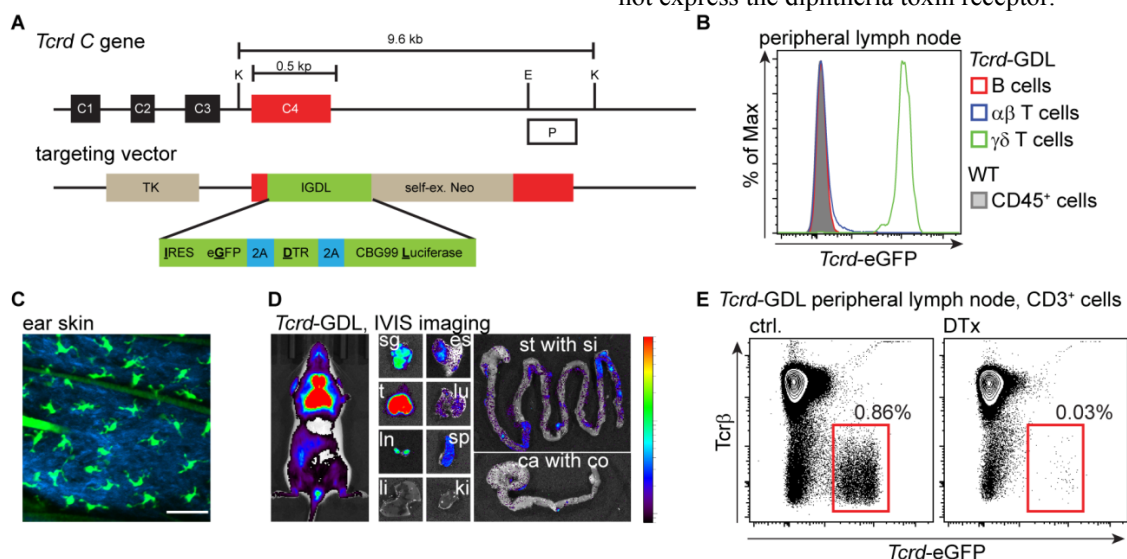 not express the diphtheria toxin receptor.
A
Tcrd C gene
9.6 kb
K
0.5 kp
E
K
C1
C2
C3
C4
P
targeting vector
TK
IGDL
self-ex. Neo
IRES eGFP 2A DTR 2A CBG99 Luciferase
B
peripheral lymph node
% of Max
Tcrd-eGFP
Tcrd-GDL
B cells
αβ T cells
γδ T cells
WT
CD45⁺ cells
C
ear skin
D
Tcrd-GDL, IVIS imaging
sg
es
t
lu
ln
sp
li
ki
st with si
ca with co
E
Tcrd-GDL peripheral lymph node, CD3⁺ cells
ctrl.
DTx
0.86%
0.03%
Tcrβ
Tcrd-eGFP